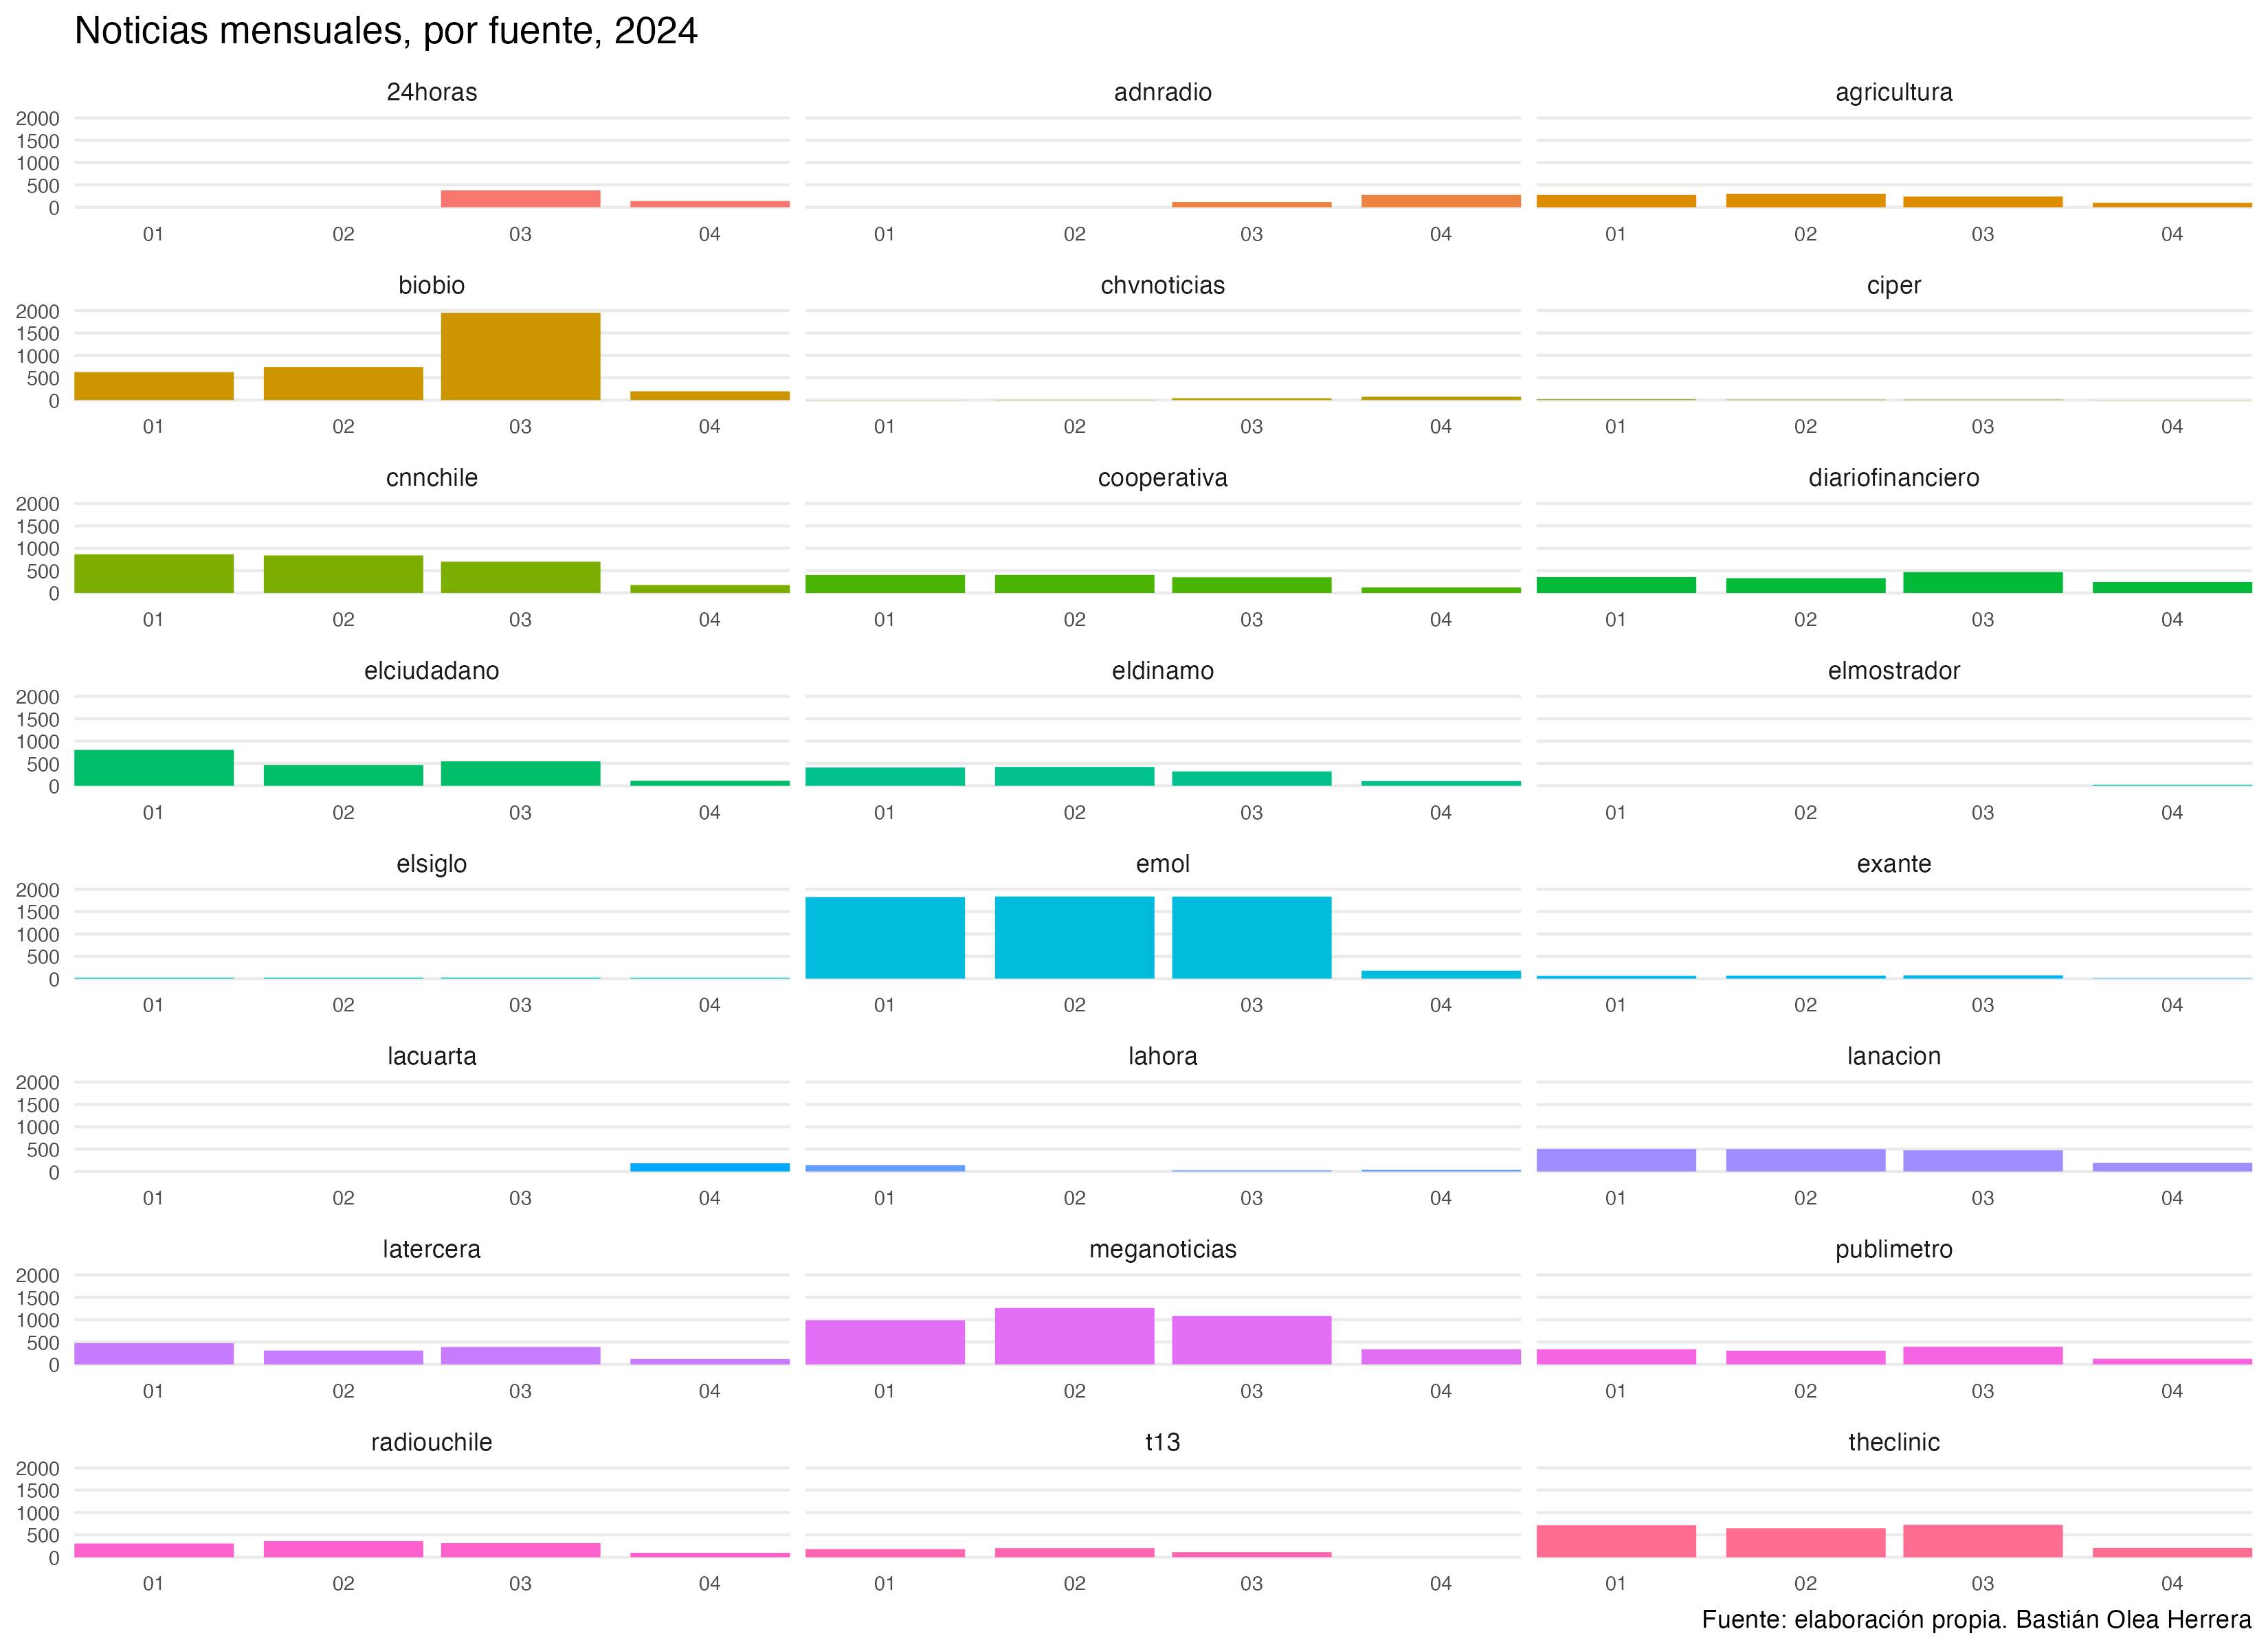 Noticias mensuales, por fuente, 2024
24horas adnradio agricultura
2000
1500
1000
500
0
01 02 03 04 01 02 03 04 01 02 03 04
biobio chvnoticias ciper
2000
1500
1000
500
0
01 02 03 04 01 02 03 04 01 02 03 04
cnnchile cooperativa diariofinanciero
2000
1500
1000
500
0
01 02 03 04 01 02 03 04 01 02 03 04
elciudadano eldinamo elmostrador
2000
1500
1000
500
0
01 02 03 04 01 02 03 04 01 02 03 04
elsiglo emol exante
2000
1500
1000
500
0
01 02 03 04 01 02 03 04 01 02 03 04
lacuarta lahora lanacion
2000
1500
1000
500
0
01 02 03 04 01 02 03 04 01 02 03 04
latercera meganoticias publimetro
2000
1500
1000
500
0
01 02 03 04 01 02 03 04 01 02 03 04
radiouchile t13 theclinic
2000
1500
1000
500
0
01 02 03 04 01 02 03 04 01 02 03 04
Fuente: elaboración propia. Bastián Olea Herrera